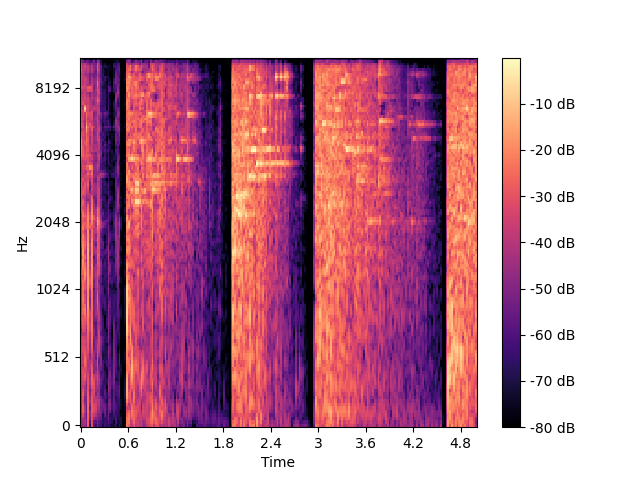 8192
4096
2048
1024
512
0
Hz
0 0.6 1.2 1.8 2.4 3 3.6 4.2 4.8
Time
-10 dB
-20 dB
-30 dB
-40 dB
-50 dB
-60 dB
-70 dB
-80 dB